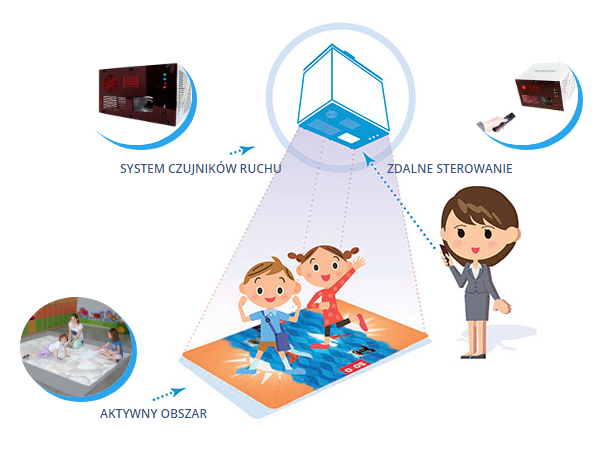 SYSTEM CZUJNIKÓW RUCHU
ZDALNE STEROWANIE
AKTYWNY OBSZAR